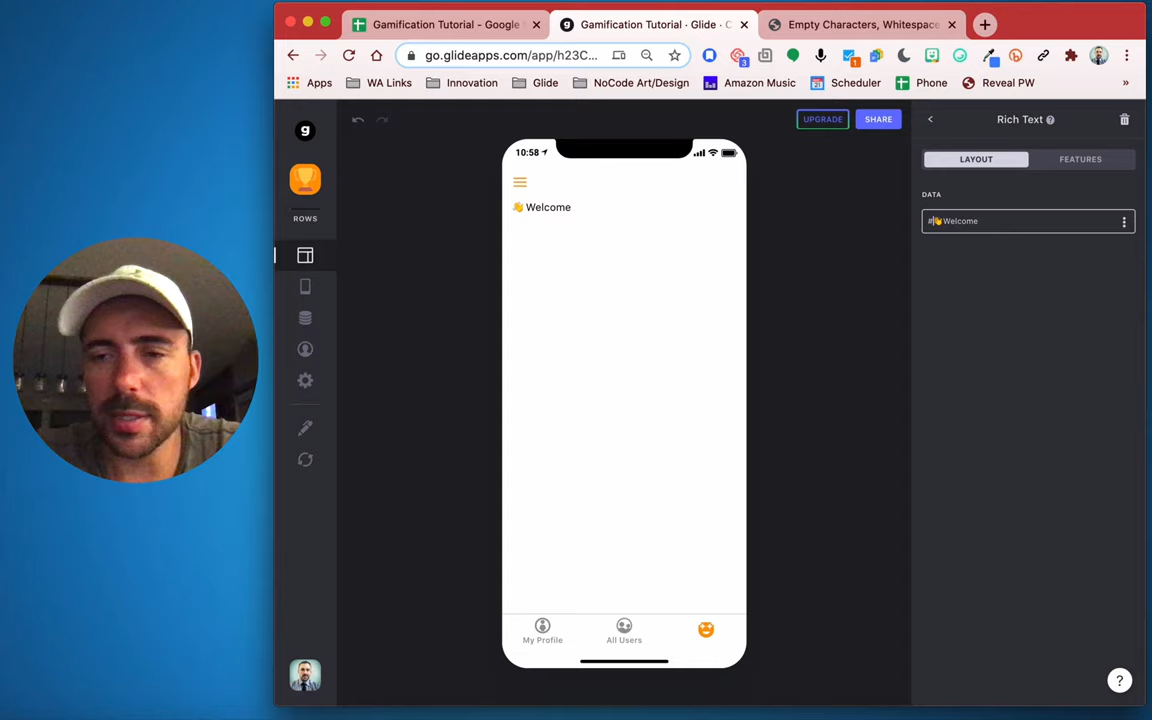 Gamification Tutorial - Google
Gamification Tutorial · Glide · C
Empty Characters, Whitespace
go.glideapps.com/app/h23C...
3
1
Apps
WA Links
Innovation
Glide
NoCode Art/Design
Amazon Music
Scheduler
Phone
Reveal PW
»
g
ROWS
UPGRADE
SHARE
10:58
👋 Welcome
My Profile
All Users
Rich Text
LAYOUT
FEATURES
DATA
#👋Welcome
?